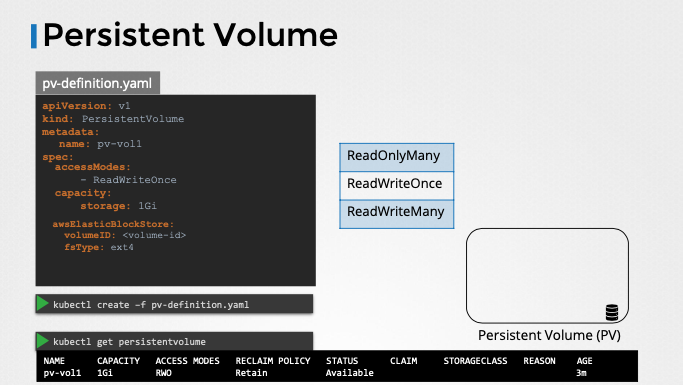 Persistent Volume
pv-definition.yaml
apiVersion: v1
kind: PersistentVolume
metadata:
name: pv-vol1
spec:
accessModes:
- ReadWriteOnce
capacity:
storage: 1Gi
awsElasticBlockStore:
volumeID: <volume-id>
fsType: ext4
ReadOnlyMany
ReadWriteOnce
ReadWriteMany
Persistent Volume (PV)
kubectl create -f pv-definition.yaml
kubectl get persistentvolume
NAME CAPACITY ACCESS MODES RECLAIM POLICY STATUS CLAIM STORAGECLASS REASON AGE
pv-vol1 1Gi RWO Retain Available 3m